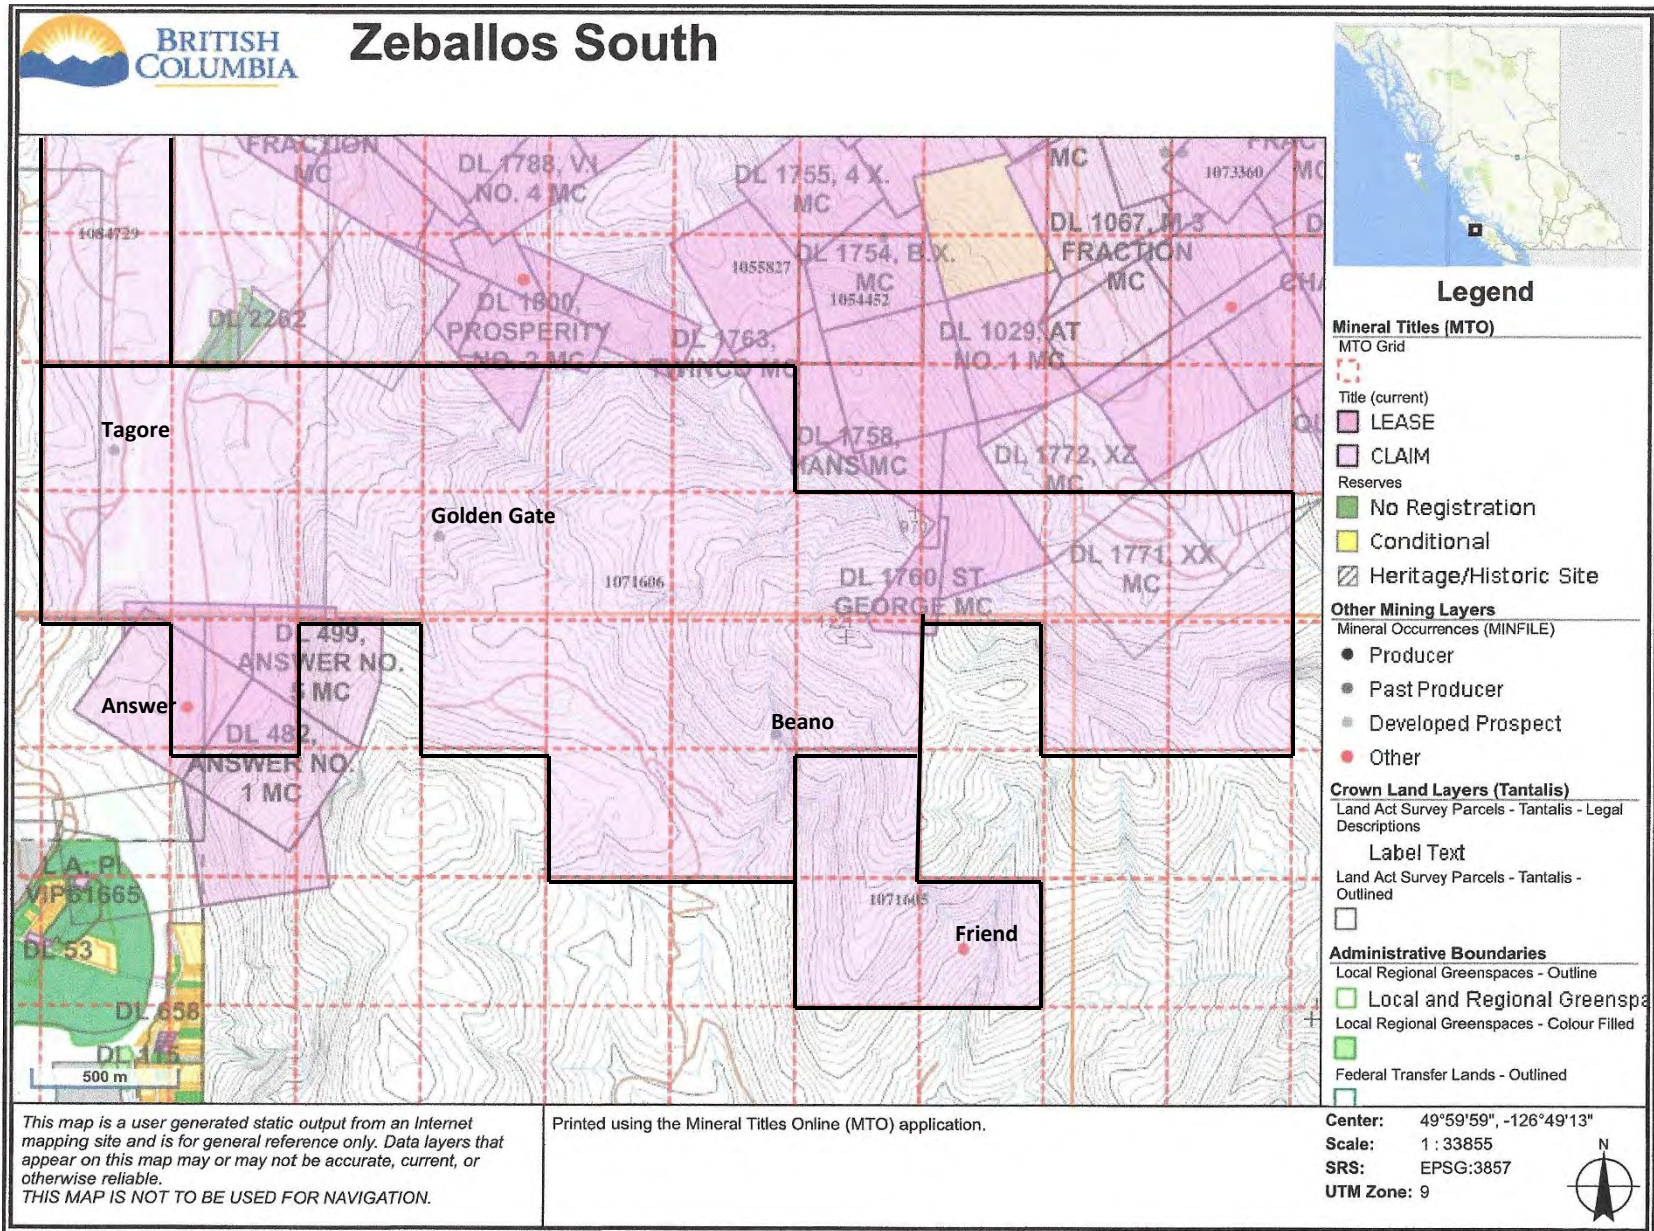 BRITISH
COLUMBIA
Zeballos South
FRACTION
MC
DL 1788, V.I
NO. 4 MC
DL 1755, 4 X.
MC
MC
1073360
MC
1084729
DL 1067, M-3
FRACTION
MC
1055827
DL 1754, B.X.
MC
1054452
DL 2262
DL 1800,
PROSPERITY
NO. 3 MC
DL 1763,
DL 1029, AT
NO. 1 MC
Tagore
DL 1758,
HANS MC
DL 1772, XZ
MC
Golden Gate
970
1071606
DL 1760, ST.
GEORGE MC
DL 1771, XX
MC
DL 499,
ANSWER NO.
5 MC
Answer
DL 482,
ANSWER NO.
1 MC
Beano
VIP61665
1071605
Friend
DL 53
DL 658
DL 115
500 m
Legend
Mineral Titles (MTO)
MTO Grid
Title (current)
LEASE
CLAIM
Reserves
No Registration
Conditional
Heritage/Historic Site
Other Mining Layers
Mineral Occurrences (MINFILE)
Producer
Past Producer
Developed Prospect
Other
Crown Land Layers (Tantalis)
Land Act Survey Parcels - Tantalis - Legal
Descriptions
Label Text
Land Act Survey Parcels - Tantalis -
Outlined
Administrative Boundaries
Local Regional Greenspaces - Outline
Local and Regional Greenspa
Local Regional Greenspaces - Colour Filled
Federal Transfer Lands - Outlined
This map is a user generated static output from an Internet
mapping site and is for general reference only. Data layers that
appear on this map may or may not be accurate, current, or
otherwise reliable.
THIS MAP IS NOT TO BE USED FOR NAVIGATION.
Printed using the Mineral Titles Online (MTO) application.
Center: 49°59'59", -126°49'13"
Scale: 1 : 33855
SRS: EPSG:3857
UTM Zone: 9
N